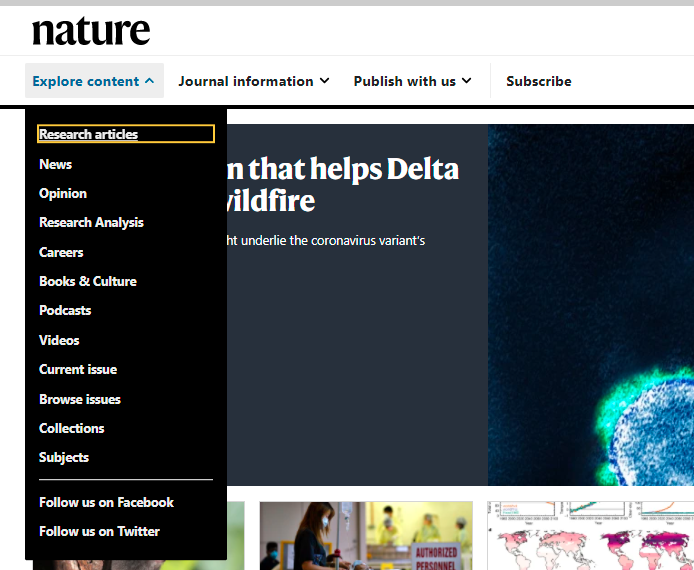 nature
Explore content
Journal information
Publish with us
Subscribe
Research articles
News
Opinion
Research Analysis
Careers
Books & Culture
Podcasts
Videos
Current issue
Browse issues
Collections
Subjects
Follow us on Facebook
Follow us on Twitter
that helps Delta
wildfire
underlie the coronavirus variant's
AUTHORIZED
PERSONNEL